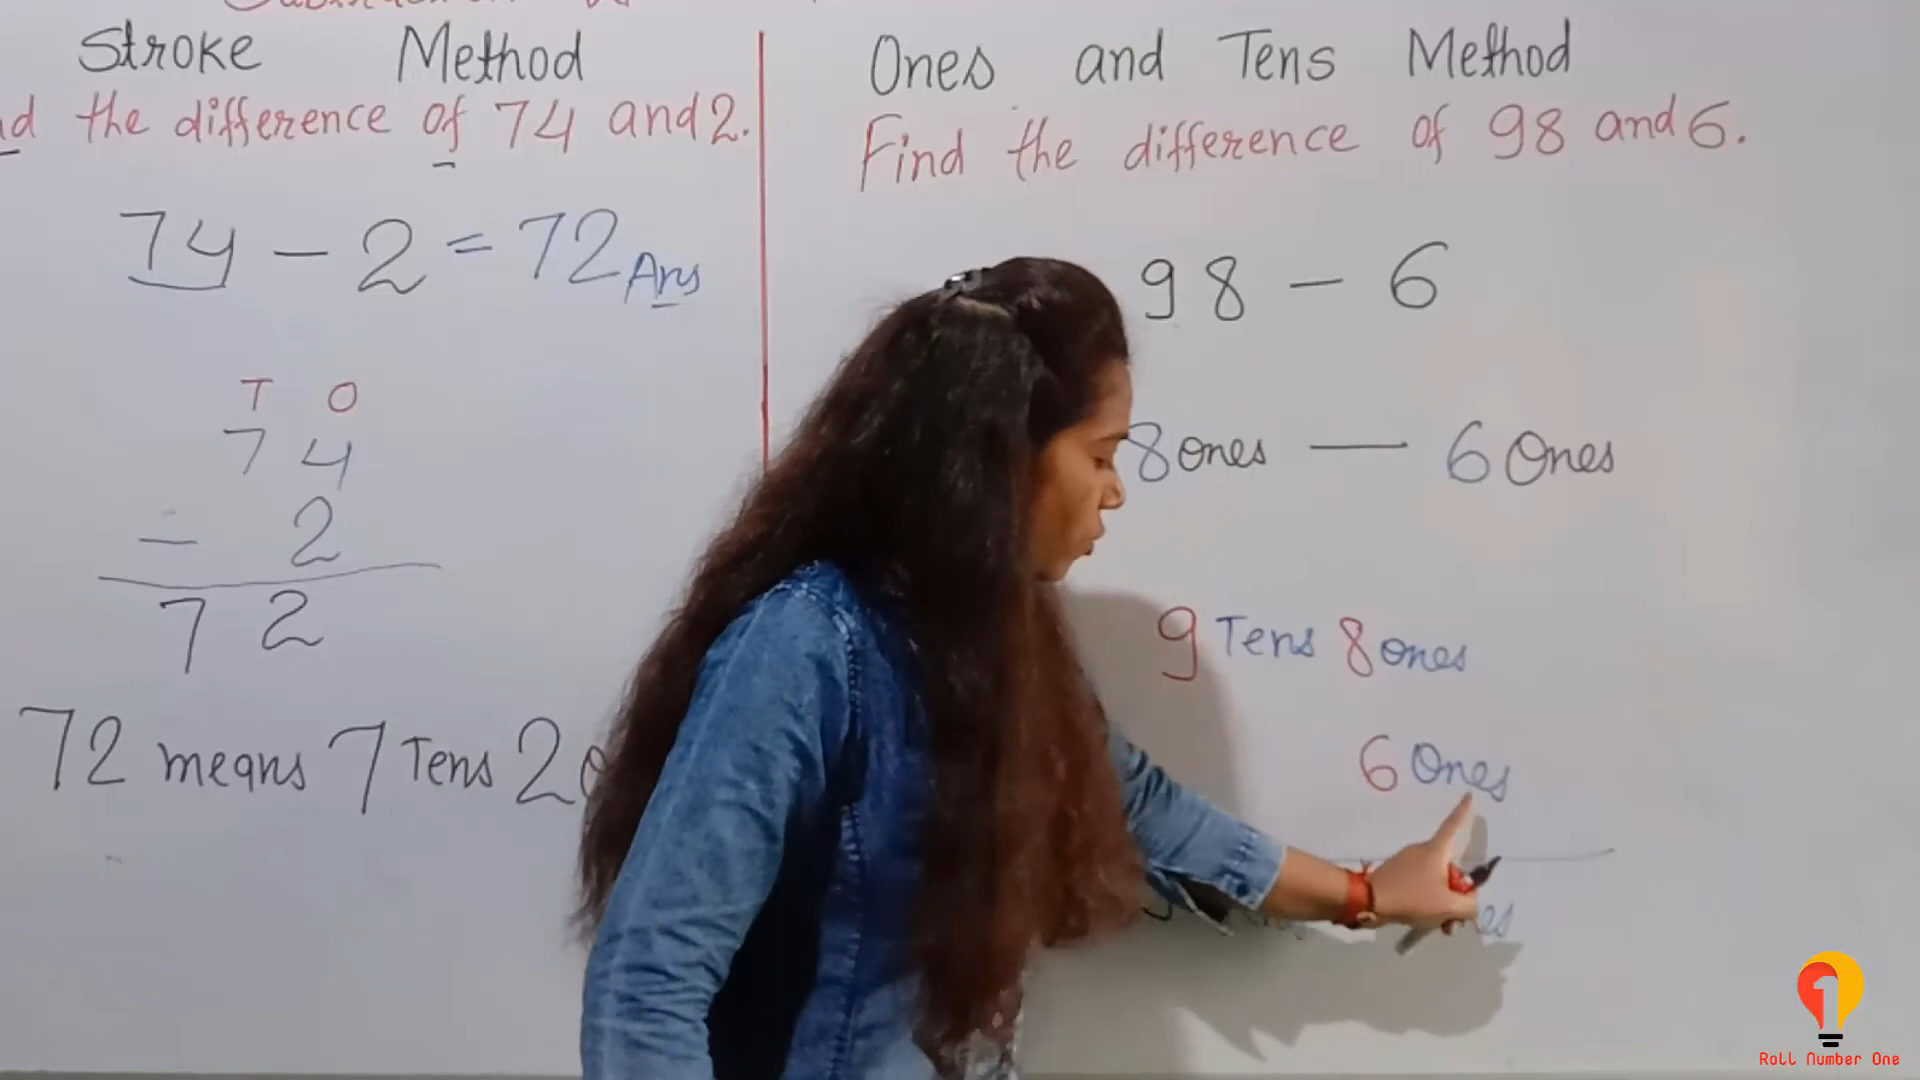 Stroke Method
the difference of 74 and 2.
74 - 2 = 72 Ans
T O
7 4
- 2
7 2
72 means 7 Tens 2
Ones and Tens Method
Find the difference of 98 and 6.
98 - 6
8 ones — 6 Ones
9 Tens 8 ones
6 Ones
1
Roll Number One